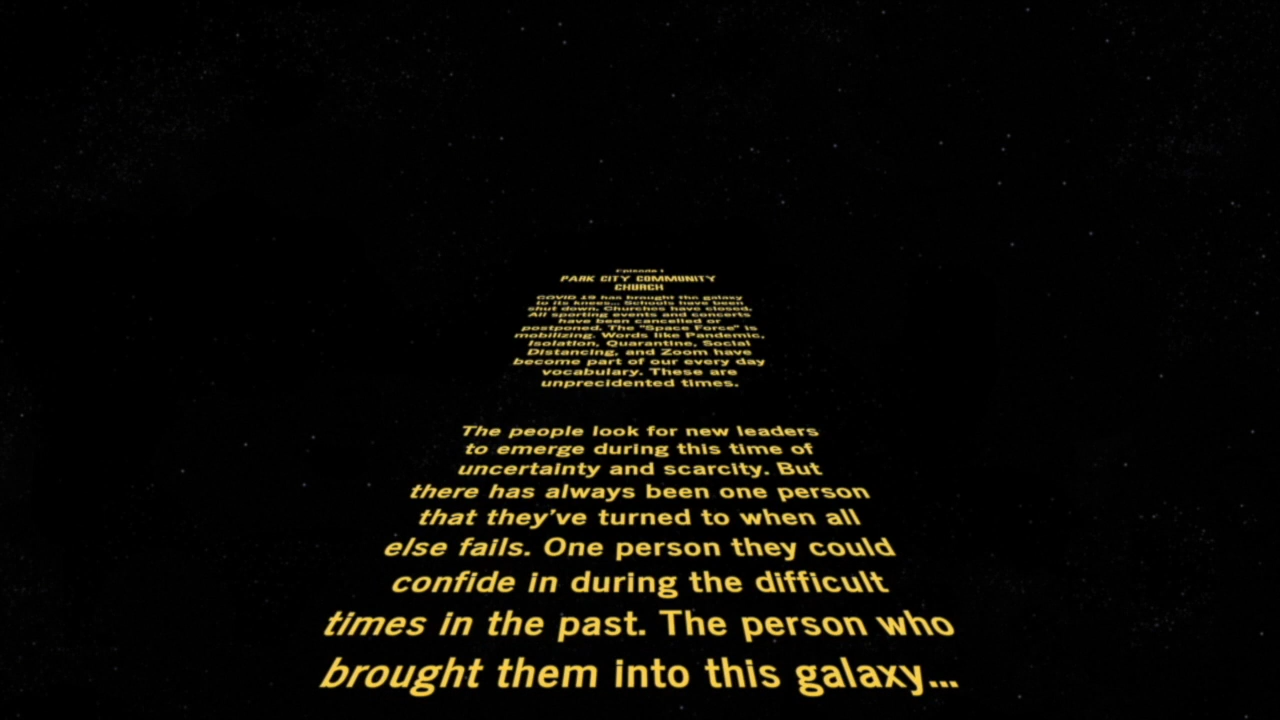 Episode I
PARK CITY COMMUNITY
CHURCH
COVID 19 has brought the galaxy
to its knees... Schools have been
shut down. Churches have closed.
All sporting events and concerts
have been cancelled or
postponed. The "Space Force" is
mobilizing. Words like Pandemic,
Isolation, Quarantine, Social
Distancing, and Zoom have
become part of our every day
vocabulary. These are
unprecidented times.
The people look for new leaders
to emerge during this time of
uncertainty and scarcity. But
there has always been one person
that they've turned to when all
else fails. One person they could
confide in during the difficult
times in the past. The person who
brought them into this galaxy...